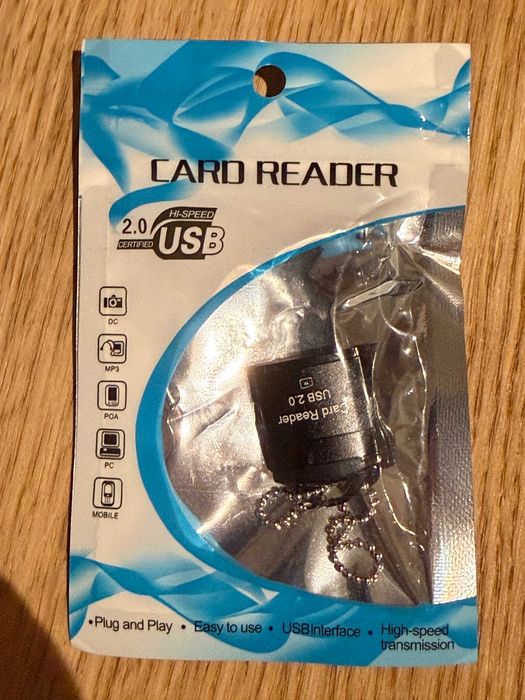 CARD READER
HI-SPEED
2.0
CERTIFIED
USB
DC
MP3
POA
PC
MOBILE
Card Reader
USB 2.0
•Plug and Play • Easy to use • USBInterface • High-speed
transmission